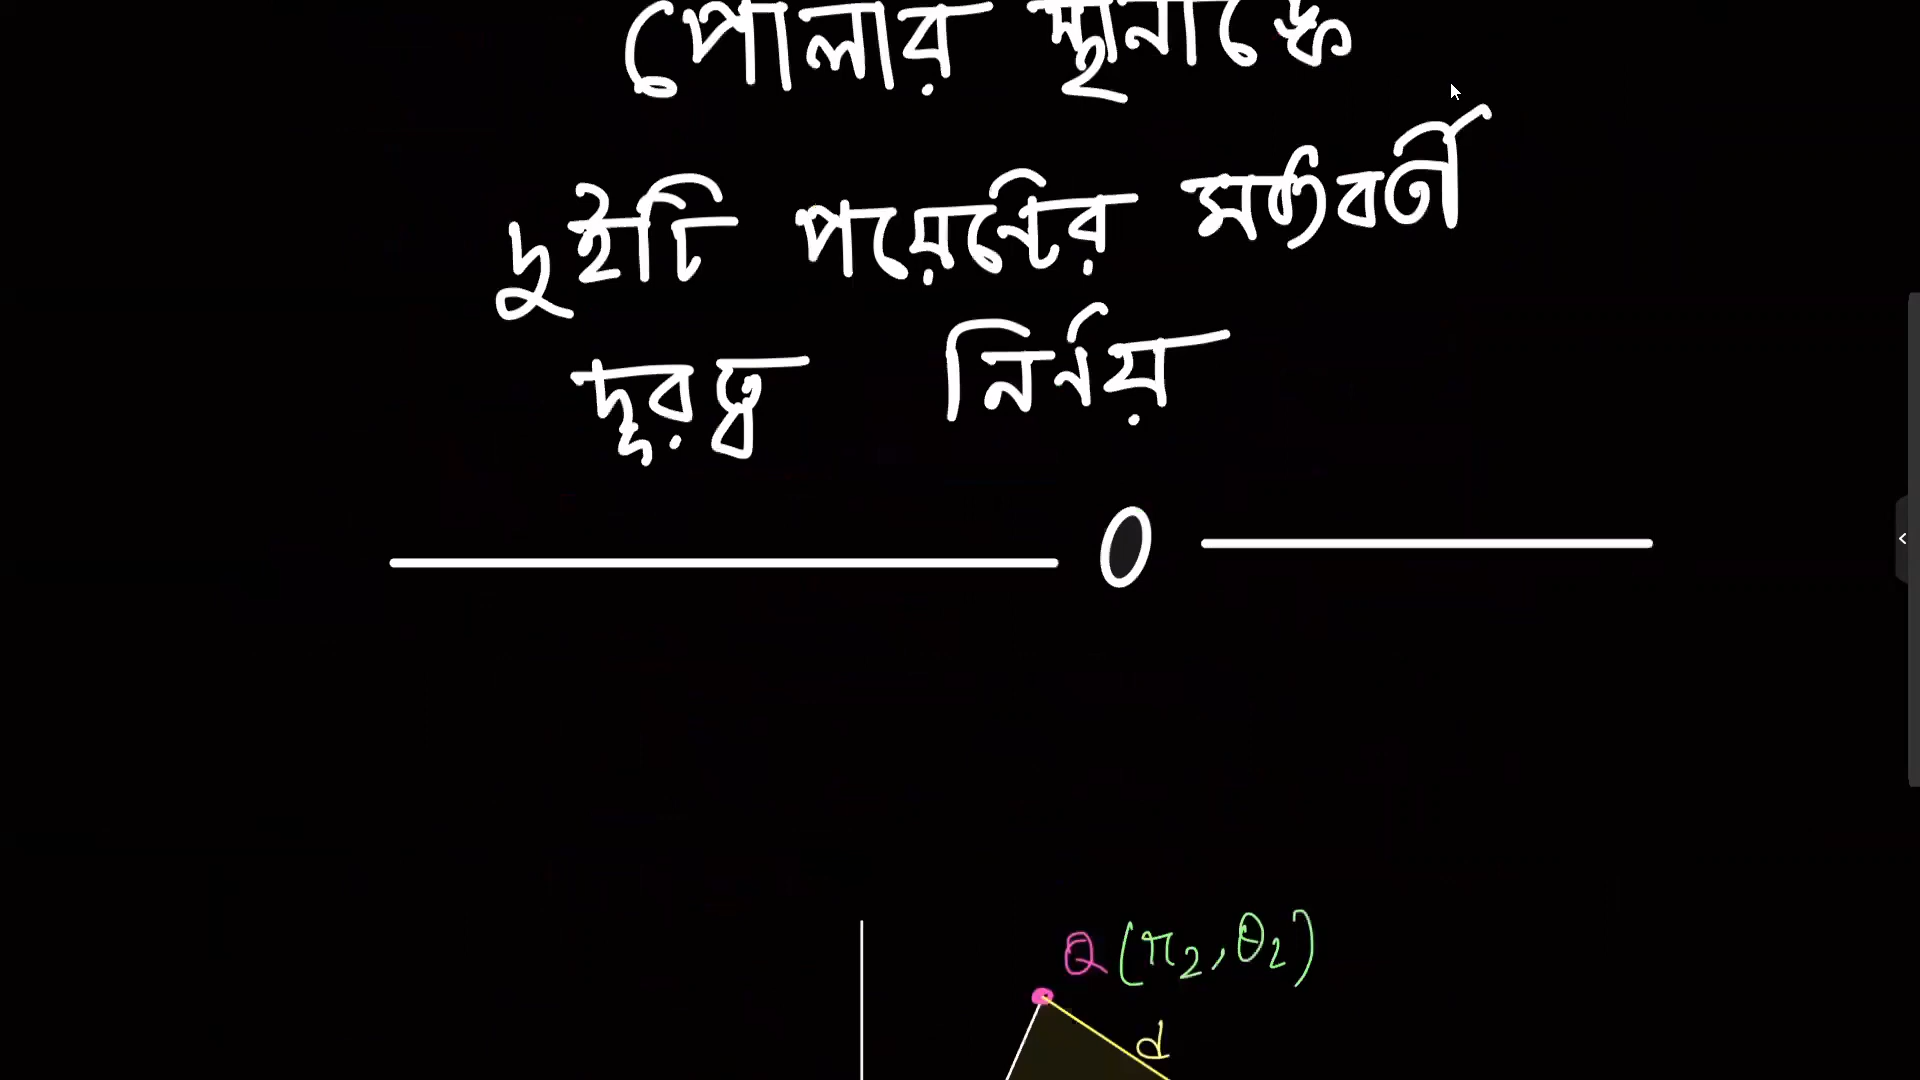 পোলার স্থানাঙ্কে
দুইটি পয়েন্টের মধ্যবর্তী
দূরত্ব নির্ণয়
0
Q (r2, θ2)
d